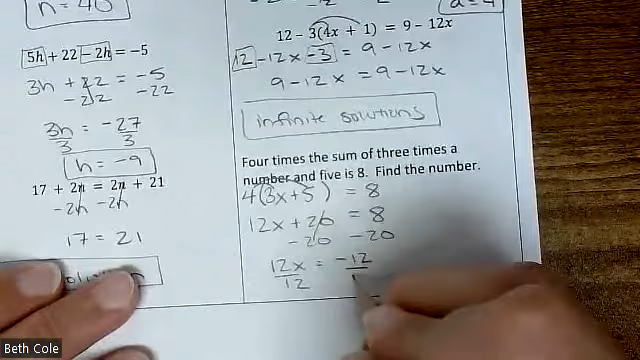 n = 40
5h + 22 - 2h = -5
3h + 22 = -5
- 22 -22
3h = -27
3 3
h = -9
17 + 2n = 2n + 21
-2n -2n
17 = 21
12 - 3(4x + 1) = 9 - 12x
12 - 12x - 3 = 9 - 12x
9 - 12x = 9 - 12x
infinite solutions
Four times the sum of three times a
number and five is 8. Find the number.
4(3x + 5) = 8
12x + 20 = 8
- 20 -20
12x = -12
12
Beth Cole